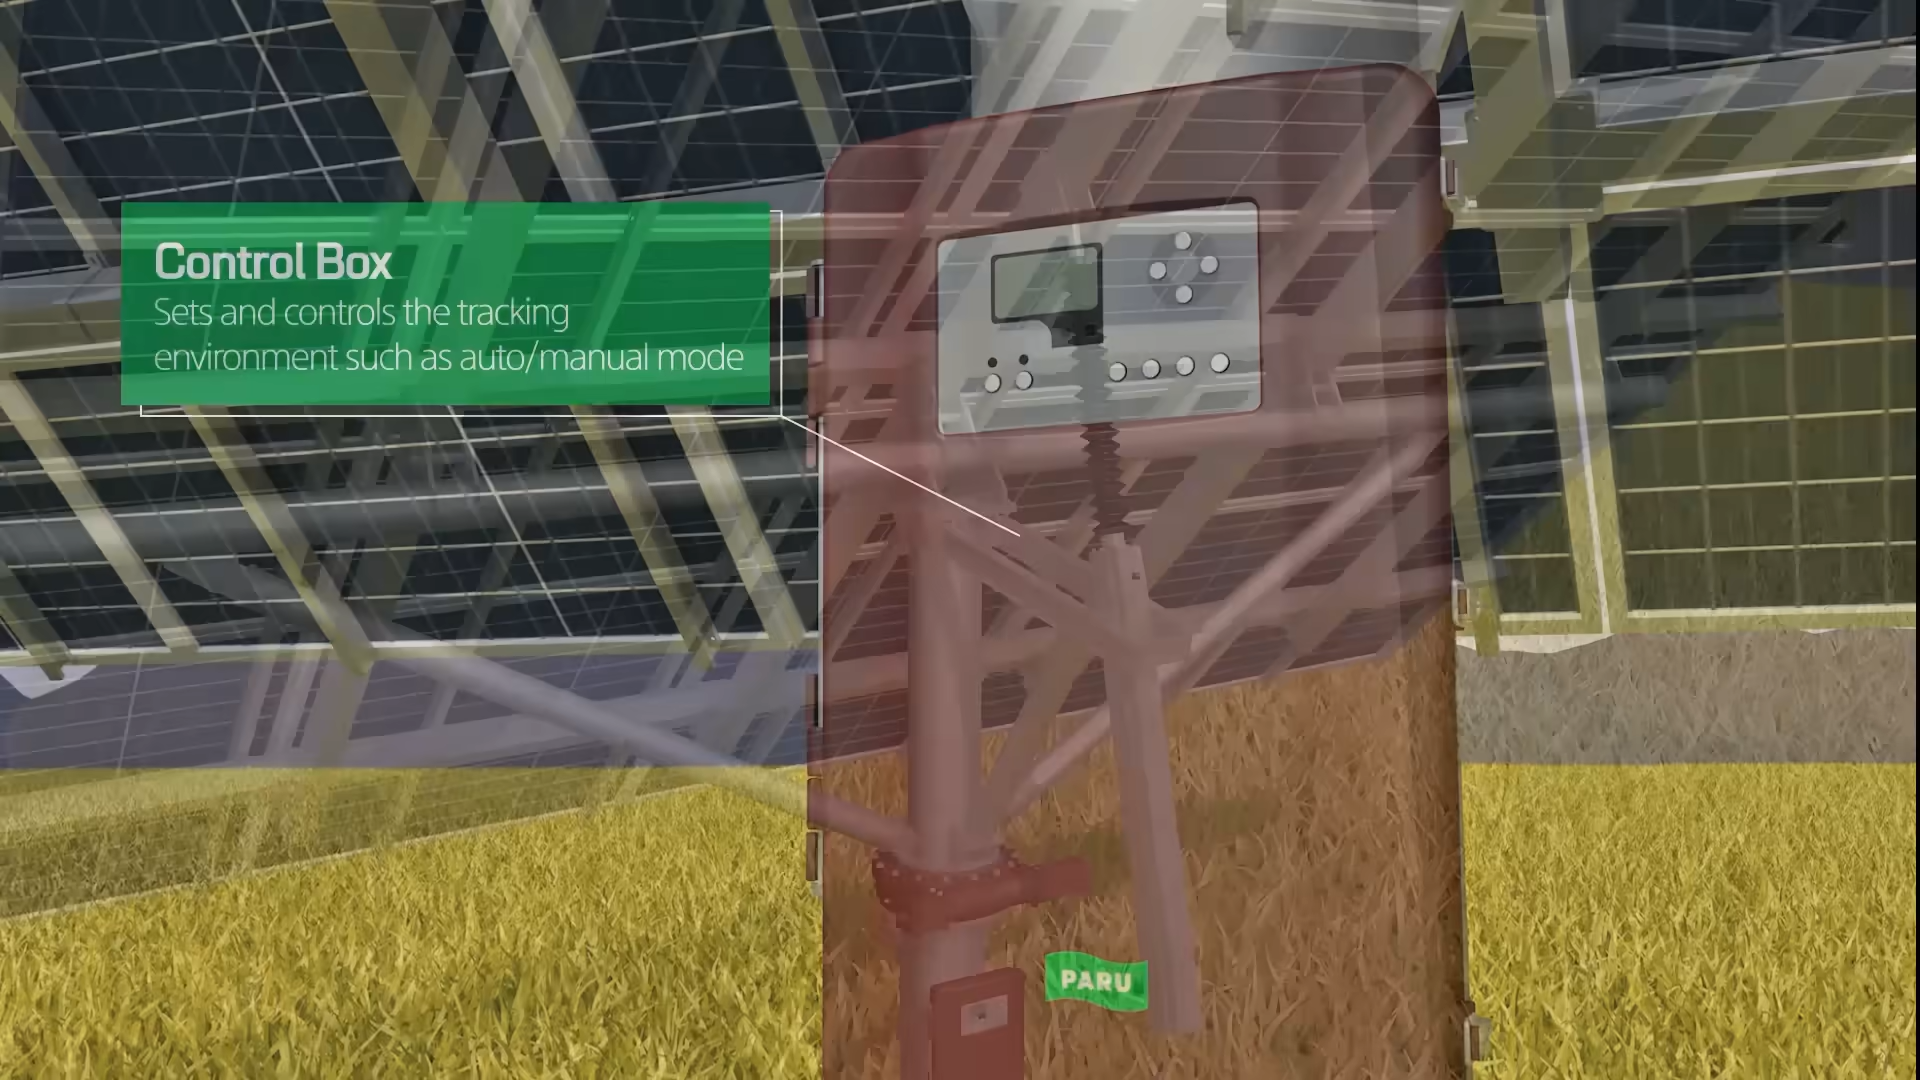 Control Box
Sets and controls the tracking
environment such as auto/manual mode
PARU